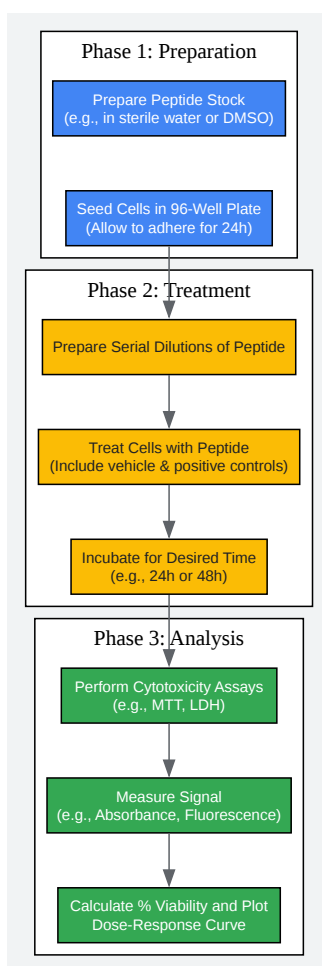 Phase 1: Preparation
Prepare Peptide Stock
(e.g., in sterile water or DMSO)
Seed Cells in 96-Well Plate
(Allow to adhere for 24h)
Phase 2: Treatment
Prepare Serial Dilutions of Peptide
Treat Cells with Peptide
(Include vehicle & positive controls)
Incubate for Desired Time
(e.g., 24h or 48h)
Phase 3: Analysis
Perform Cytotoxicity Assays
(e.g., MTT, LDH)
Measure Signal
(e.g., Absorbance, Fluorescence)
Calculate % Viability and Plot
Dose-Response Curve